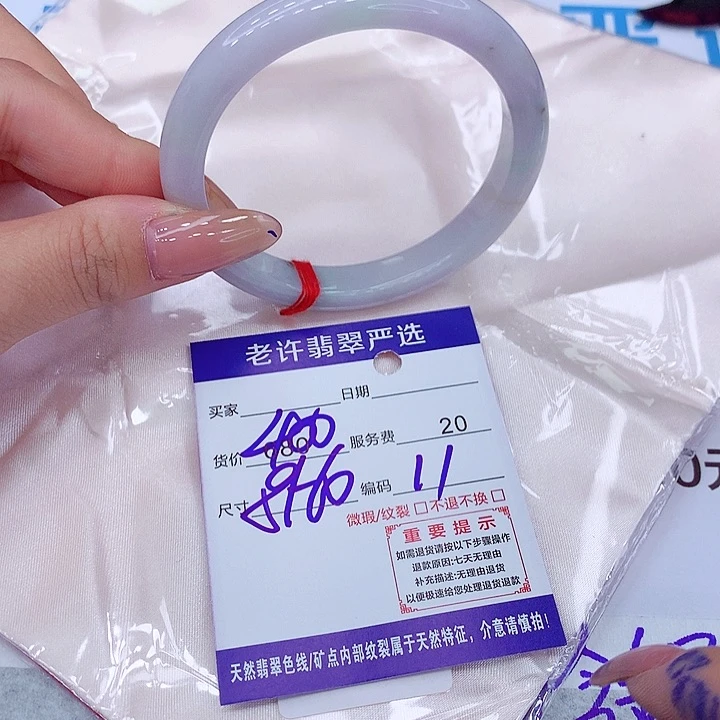 老许翡翠严选
买家 日期
货价 400 服务费 20
尺寸 编码 11
微瑕/纹裂 □ 不退不换 □
重要提示
如需退货请按以下步骤操作
退款原因:七天无理由
补充描述:无理由退货
以便极速给您处理退货退款
天然翡翠色线/矿点内部纹裂属于天然特征，介意请慎拍！
0元